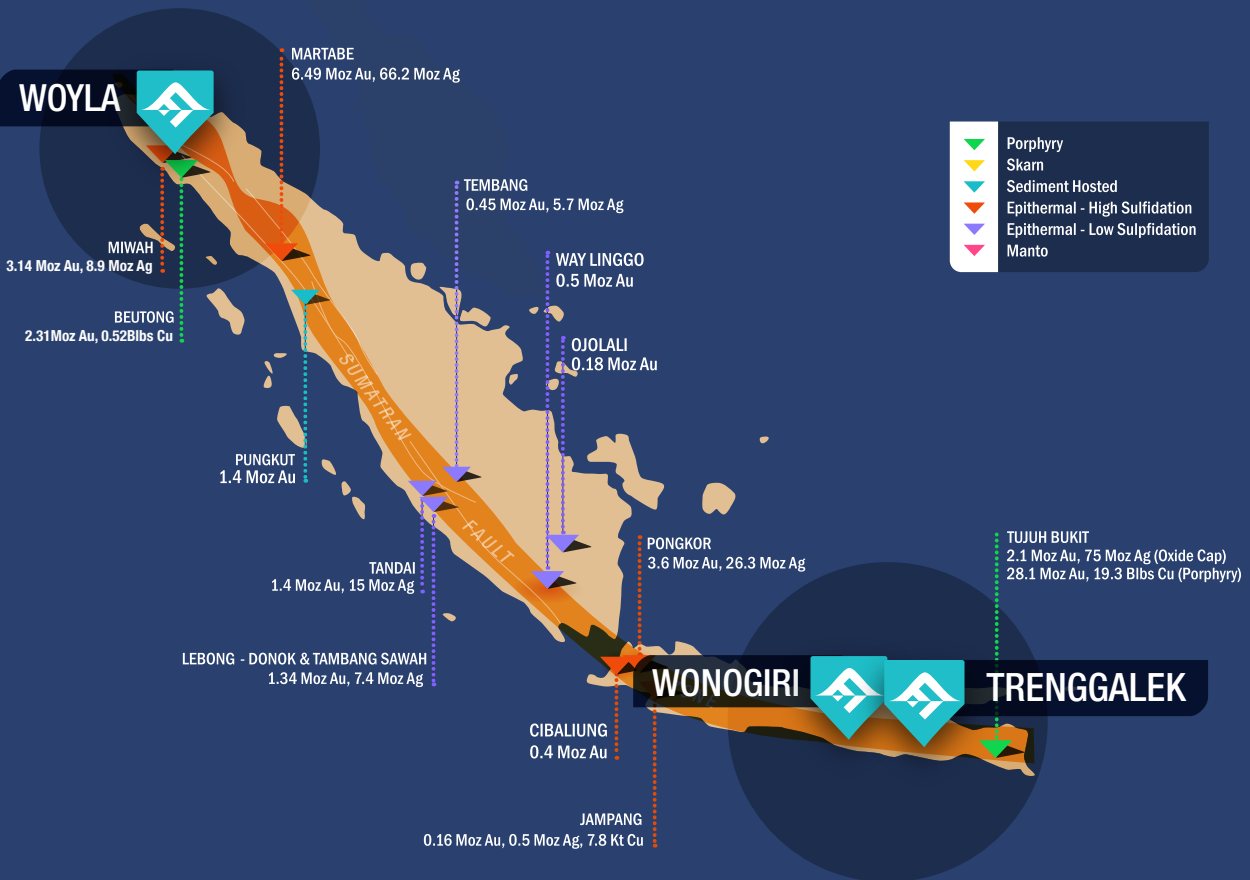 MARTABE
6.49 Moz Au, 66.2 Moz Ag
WOYLA
Porphyry
Skarn
Sediment Hosted
Epithermal - High Sulfidation
Epithermal - Low Sulpfidation
Manto
TEMBANG
0.45 Moz Au, 5.7 Moz Ag
MIWAH
3.14 Moz Au, 8.9 Moz Ag
WAY LINGGO
0.5 Moz Au
BEUTONG
2.31Moz Au, 0.52Blbs Cu
OJOLALI
0.18 Moz Au
SUMATRAN
FAULT
PUNGKUT
1.4 Moz Au
TUJUH BUKIT
2.1 Moz Au, 75 Moz Ag (Oxide Cap)
28.1 Moz Au, 19.3 Blbs Cu (Porphyry)
PONGKOR
3.6 Moz Au, 26.3 Moz Ag
TANDAI
1.4 Moz Au, 15 Moz Ag
LEBONG - DONOK & TAMBANG SAWAH
1.34 Moz Au, 7.4 Moz Ag
WONOGIRI
TRENGGALEK
CIBALIUNG
0.4 Moz Au
JAMPANG
0.16 Moz Au, 0.5 Moz Ag, 7.8 Kt Cu